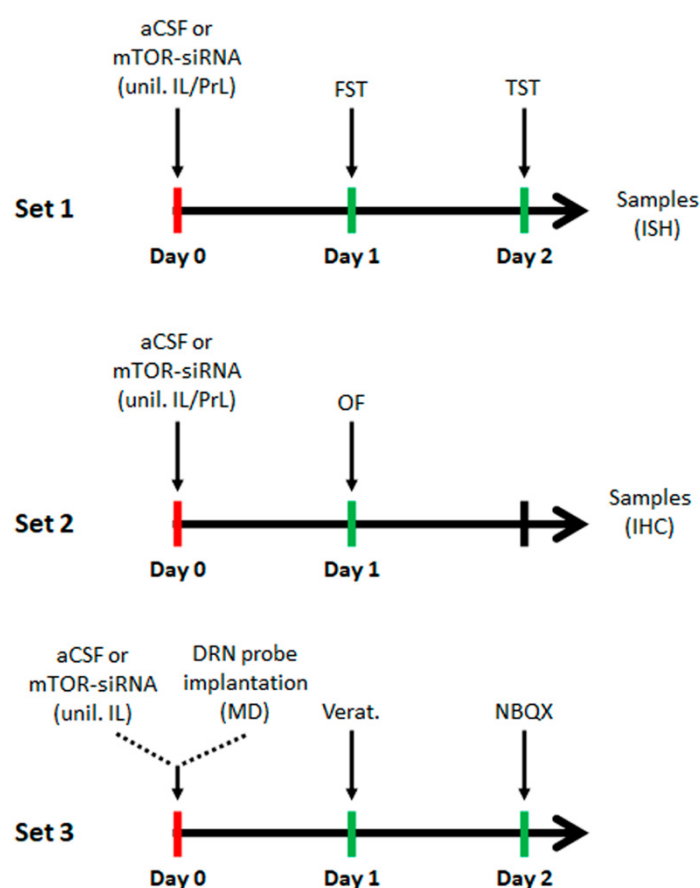 aCSF or
mTOR-siRNA
(unil. IL/PrL)
FST
TST
Set 1
Samples
(ISH)
Day 0
Day 1
Day 2
aCSF or
mTOR-siRNA
(unil. IL/PrL)
OF
Set 2
Samples
(IHC)
Day 0
Day 1
aCSF or
mTOR-siRNA
(unil. IL)
DRN probe
implantation
(MD)
Verat.
NBQX
Set 3
Day 0
Day 1
Day 2